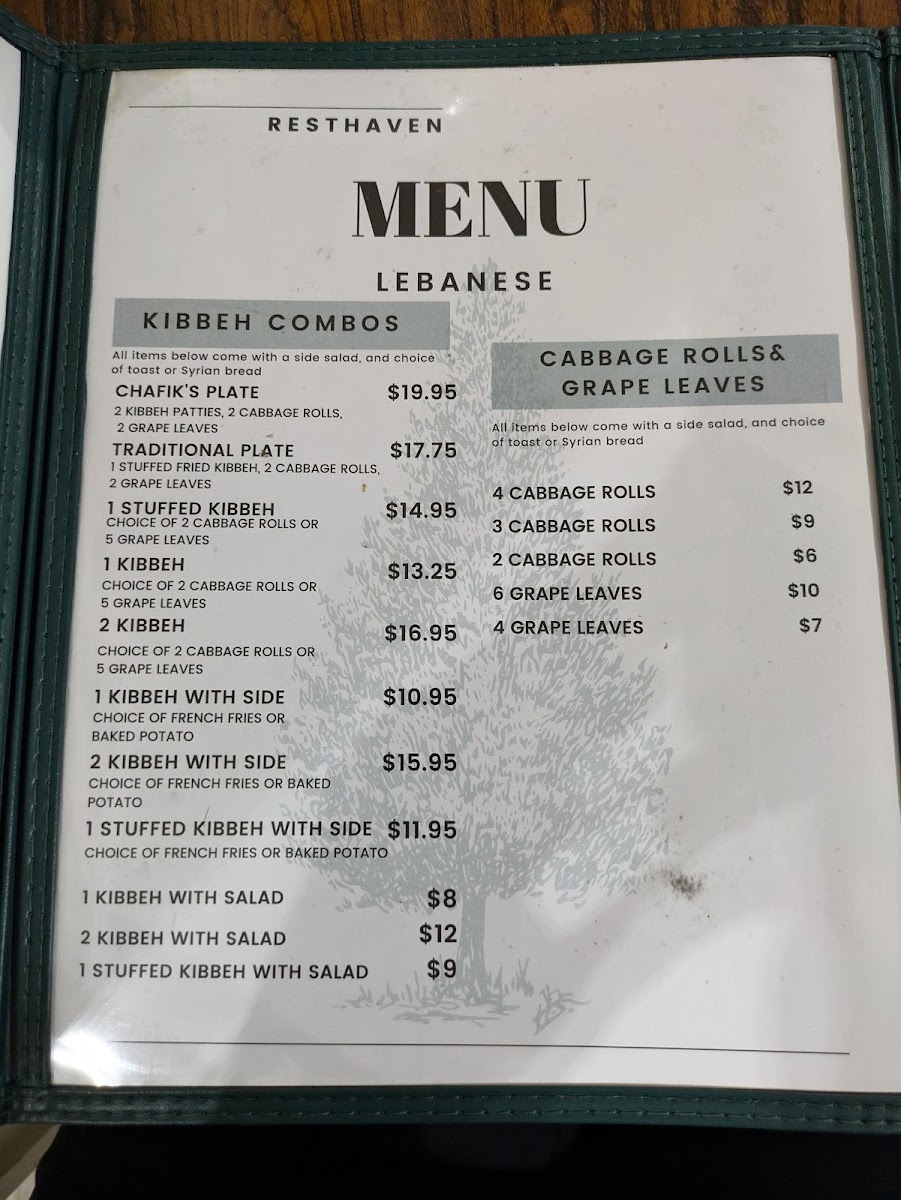 RESTHAVEN
MENU
LEBANESE
KIBBEH COMBOS
All items below come with a side salad, and choice
of toast or Syrian bread
CHAFIK'S PLATE $19.95
2 KIBBEH PATTIES, 2 CABBAGE ROLLS,
2 GRAPE LEAVES
TRADITIONAL PLATE $17.75
1 STUFFED FRIED KIBBEH, 2 CABBAGE ROLLS,
2 GRAPE LEAVES
1 STUFFED KIBBEH $14.95
CHOICE OF 2 CABBAGE ROLLS OR
5 GRAPE LEAVES
1 KIBBEH $13.25
CHOICE OF 2 CABBAGE ROLLS OR
5 GRAPE LEAVES
2 KIBBEH $16.95
CHOICE OF 2 CABBAGE ROLLS OR
5 GRAPE LEAVES
1 KIBBEH WITH SIDE $10.95
CHOICE OF FRENCH FRIES OR
BAKED POTATO
2 KIBBEH WITH SIDE $15.95
CHOICE OF FRENCH FRIES OR BAKED
POTATO
1 STUFFED KIBBEH WITH SIDE $11.95
CHOICE OF FRENCH FRIES OR BAKED POTATO
1 KIBBEH WITH SALAD $8
2 KIBBEH WITH SALAD $12
1 STUFFED KIBBEH WITH SALAD $9
CABBAGE ROLLS&
GRAPE LEAVES
All items below come with a side salad, and choice
of toast or Syrian bread
4 CABBAGE ROLLS $12
3 CABBAGE ROLLS $9
2 CABBAGE ROLLS $6
6 GRAPE LEAVES $10
4 GRAPE LEAVES $7